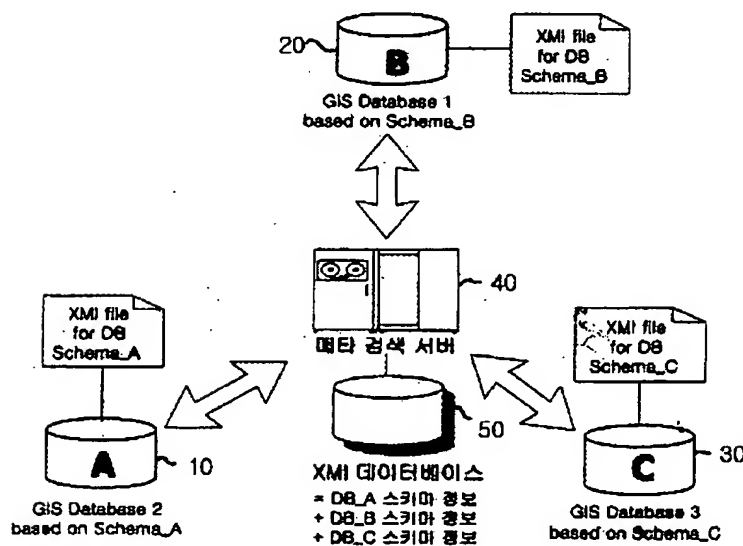 20
B
XMI file
for DB
Schema_B
GIS Database 1
based on Schema_B
40
메타 검색 서버
XMI file
for DB
Schema_A
XMI file
for DB
Schema_C
A
10
50
C
30
XMI 데이터베이스
= DB_A 스키마 정보
+ DB_B 스키마 정보
+ DB_C 스키마 정보
GIS Database 2
based on Schema_A
GIS Database 3
based on Schema_C